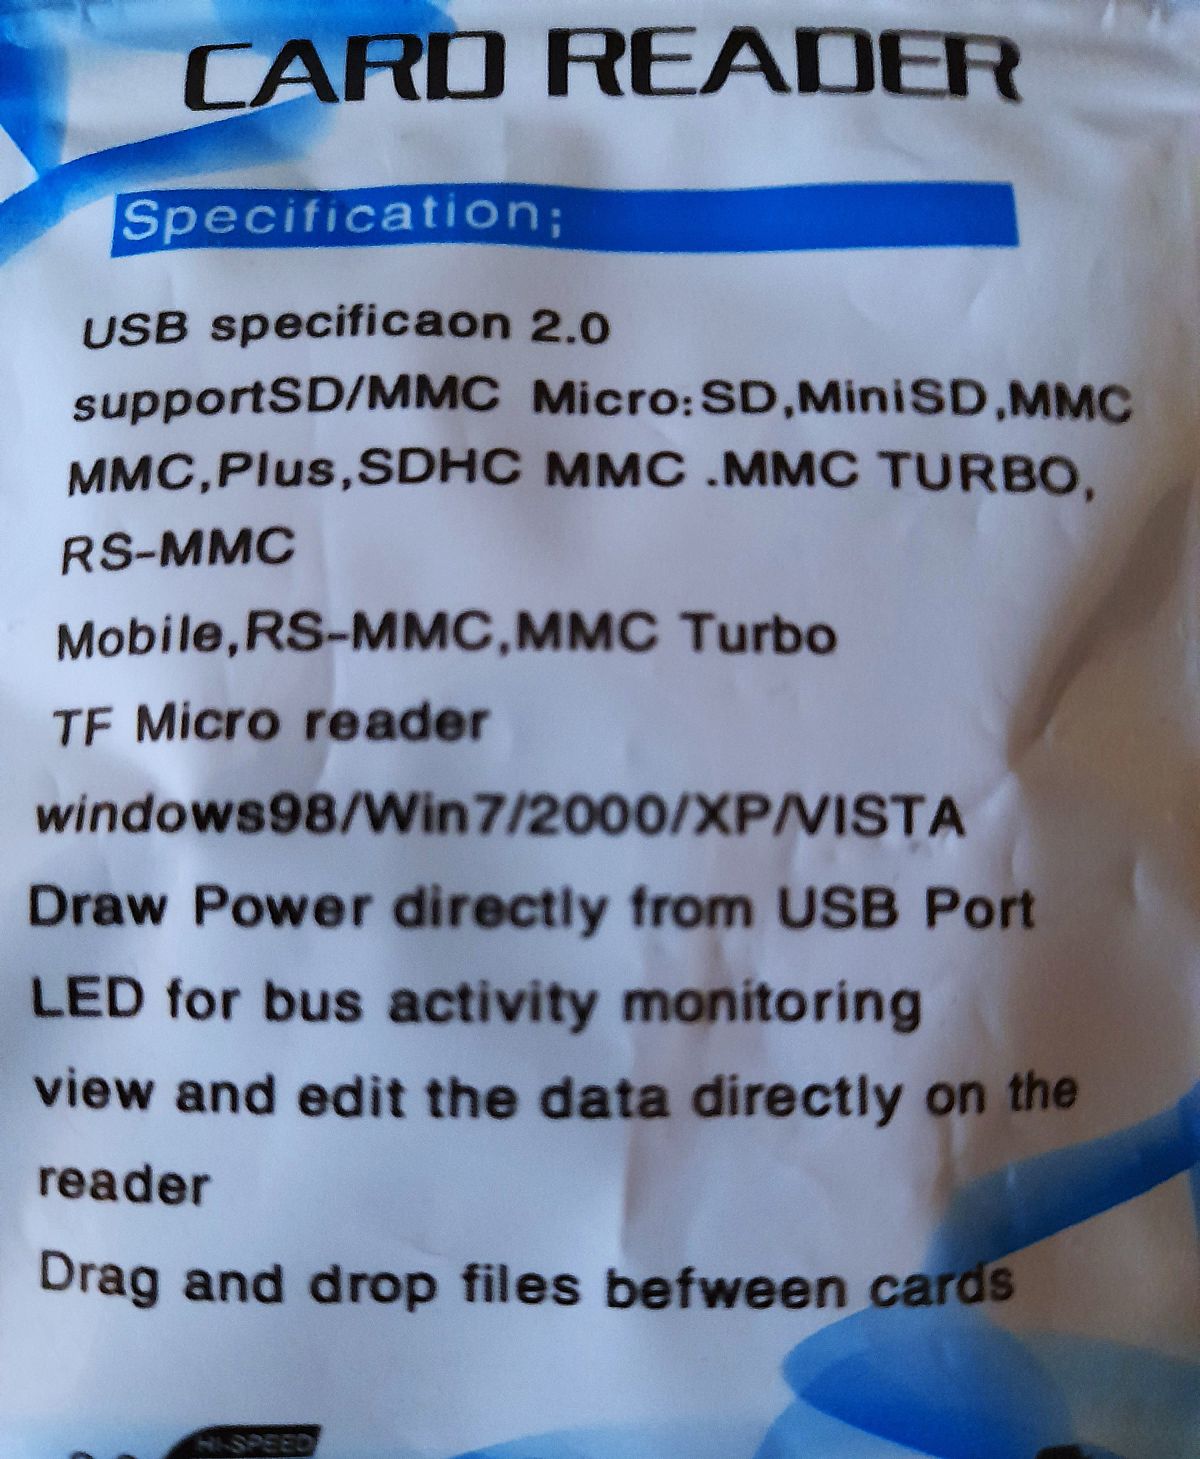 CARD READER
Specification;
USB specificaon 2.0
supportSD/MMC Micro:SD,MiniSD,MMC
MMC,Plus,SDHC MMC .MMC TURBO,
RS-MMC
Mobile,RS-MMC,MMC Turbo
TF Micro reader
windows98/Win7/2000/XP/VISTA
Draw Power directly from USB Port
LED for bus activity monitoring
view and edit the data directly on the
reader
Drag and drop files befween cards
HI-SPEED